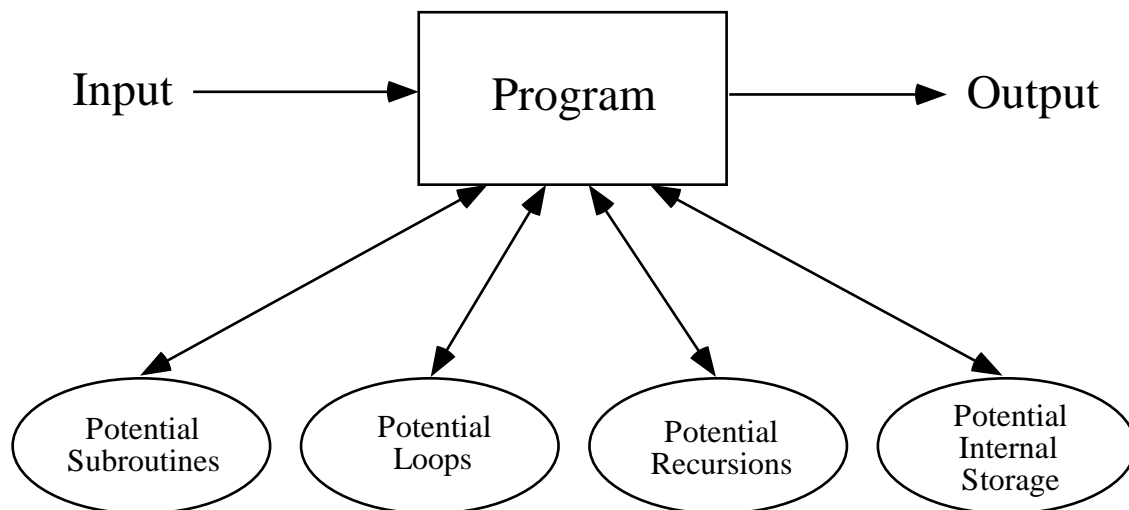 Input
Program
Output
Potential
Subroutines
Potential
Loops
Potential
Recursions
Potential
Internal
Storage